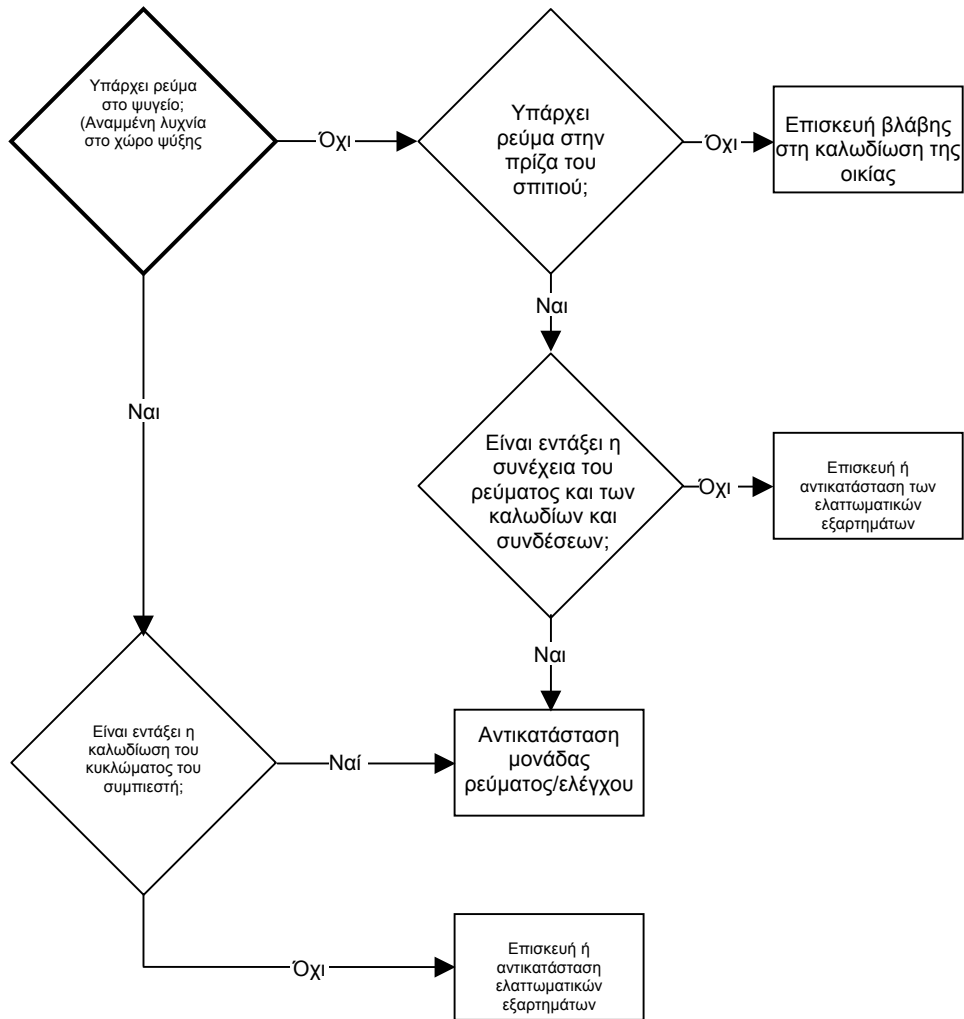 Υπάρχει ρεύμα
στο ψυγείο;
(Αναμμένη λυχνία
στο χώρο ψύξης
Όχι
Υπάρχει
ρεύμα στην
πρίζα του
σπιτιού;
Όχι
Επισκευή βλάβης
στη καλωδίωση της
οικίας
Ναι
Ναι
Είναι εντάξει η
συνέχεια του
ρεύματος και των
καλωδίων και
συνδέσεων;
Όχι
Επισκευή ή
αντικατάσταση των
ελαττωματικών
εξαρτημάτων
Ναι
Είναι εντάξει η
καλωδίωση του
κυκλώματος του
συμπιεστή;
Ναί
Αντικατάσταση
μονάδας
ρεύματος/ελέγχου
Όχι
Επισκευή ή
αντικατάσταση
ελαττωματικών
εξαρτημάτων